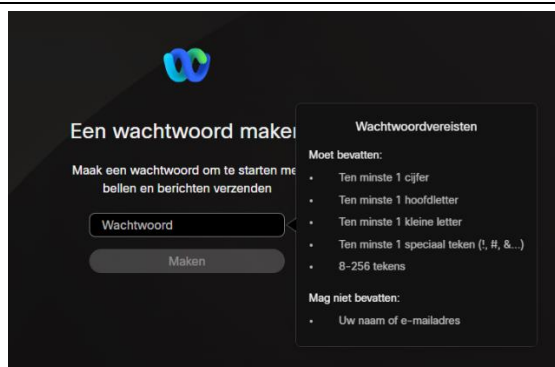 Een wachtwoord make
Maak een wachtwoord om te starten me
bellen en berichten verzenden
Wachtwoord
Maken
Wachtwoordvereisten
Moet bevatten:
• Ten minste 1 cijfer
• Ten minste 1 hoofdletter
• Ten minste 1 kleine letter
• Ten minste 1 speciaal teken (!, #, &...)
• 8-256 tekens
Mag niet bevatten:
• Uw naam of e-mailadres